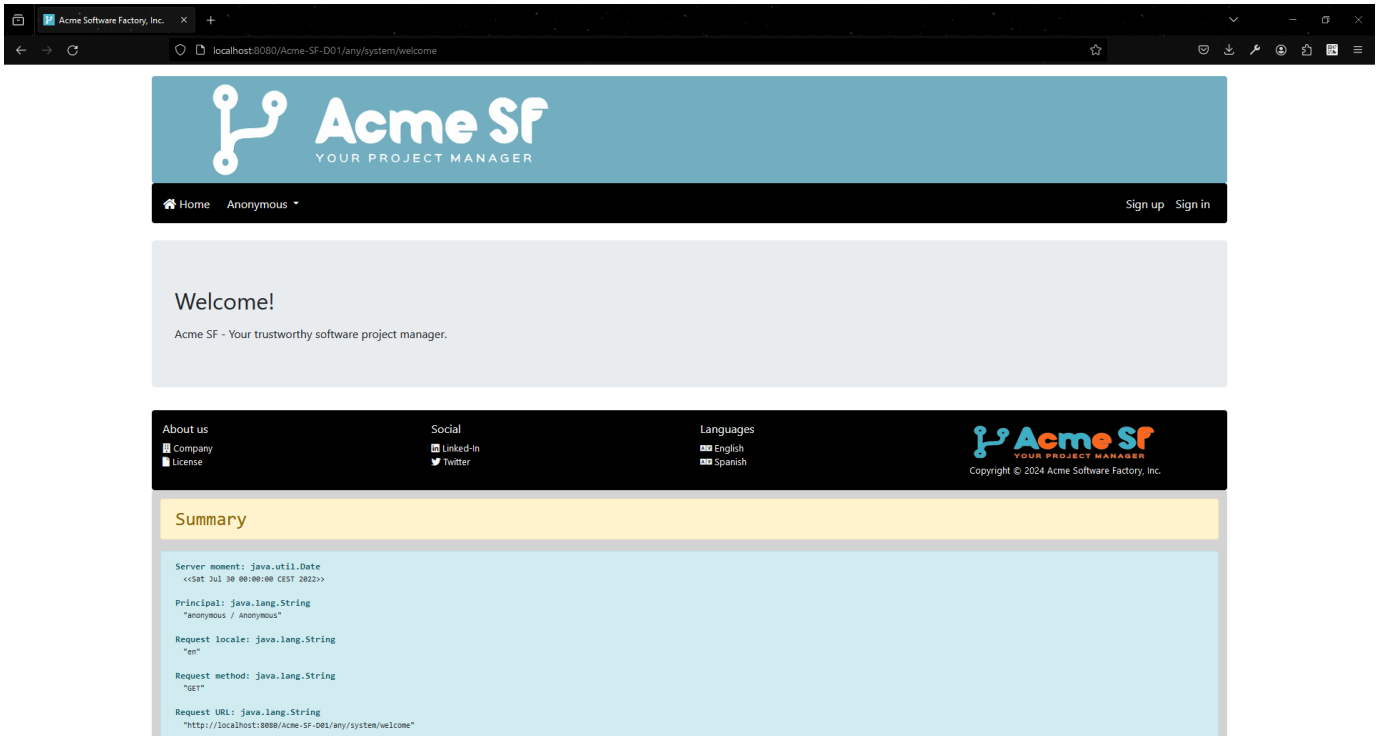 Acme Software Factory, Inc.
localhost:8080/Acme-SF-D01/any/system/welcome
Acme SF
YOUR PROJECT MANAGER
Home Anonymous Sign up Sign in
Welcome!
Acme SF - Your trustworthy software project manager.
About us
Company
License
Social
Linked-In
Twitter
Languages
English
Spanish
Acme SF
YOUR PROJECT MANAGER
Copyright © 2024 Acme Software Factory, Inc.
Summary
Server moment: java.util.Date
<<Sat Jul 30 00:00:00 CEST 2022>>
Principal: java.lang.String
"anonymous / Anonymous"
Request locale: java.lang.String
"en"
Request method: java.lang.String
"GET"
Request URL: java.lang.String
"http://localhost:8080/Acme-SF-D01/any/system/welcome"